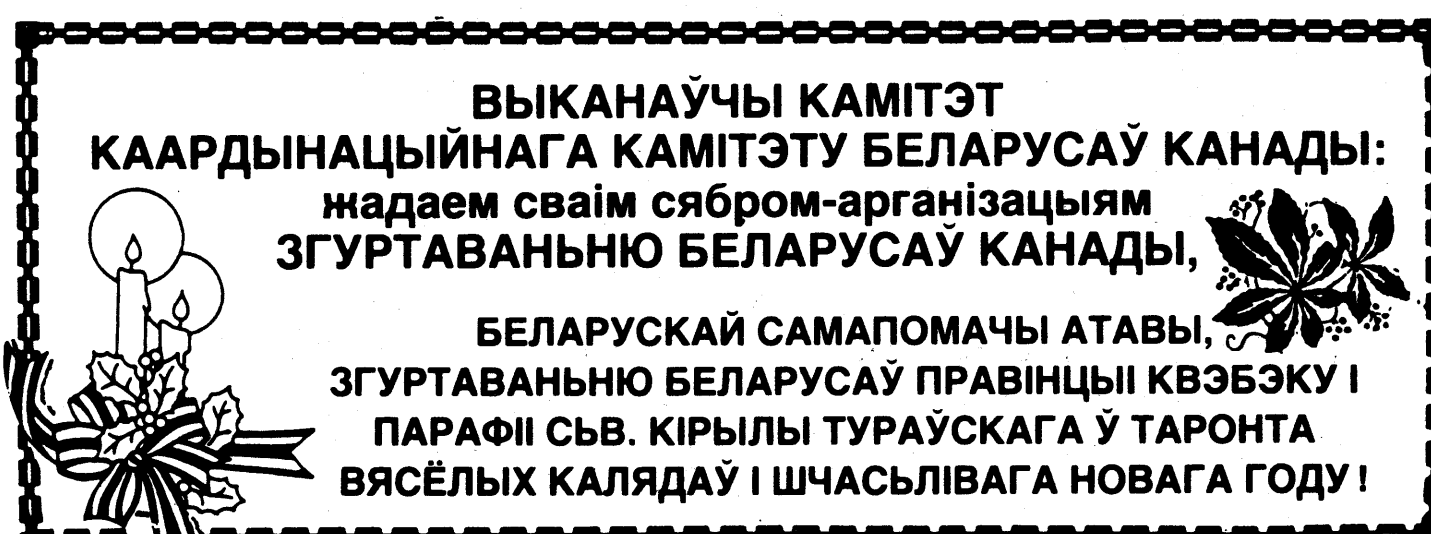 ВЫКАНАЎЧЫ КАМІТЭТ
КААРДЫНАЦЫЙНАГА КАМІТЭТУ БЕЛАРУСАЎ КАНАДЫ:
жадаем сваім сябром-арганізацыям
ЗГУРТАВАНЬНЮ БЕЛАРУСАЎ КАНАДЫ,
БЕЛАРУСКАЙ САМАПОМАЧЫ АТАВЫ,
ЗГУРТАВАНЬНЮ БЕЛАРУСАЎ ПРАВІНЦЫІ КВЭБЭКУ І
ПАРАФІІ СЬВ. КІРЫЛЫ ТУРАЎСКАГА Ў ТАРОНТА
ВЯСЁЛЫХ КАЛЯДАЎ І ШЧАСЬЛІВАГА НОВАГА ГОДУ !